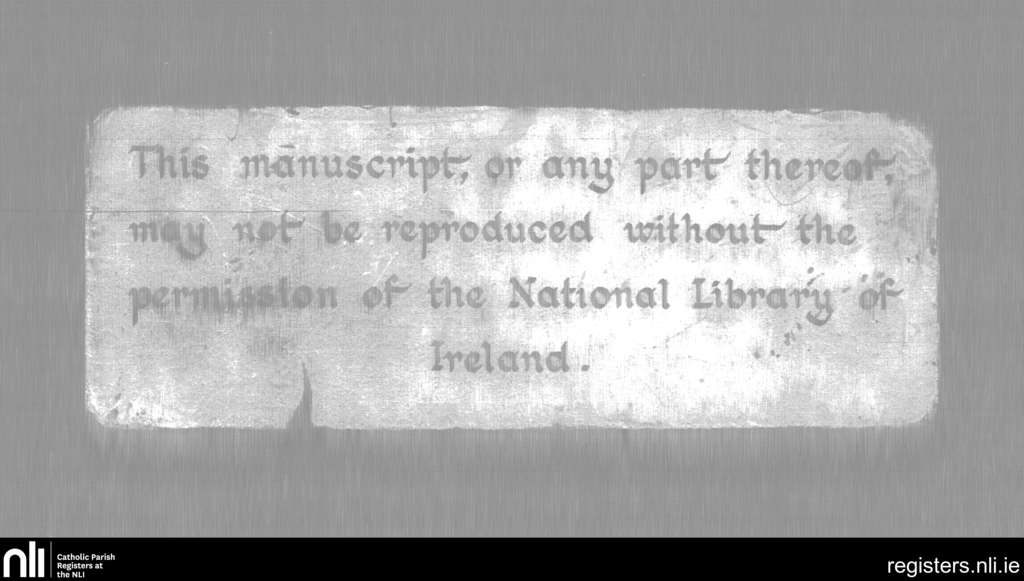 This manuscript, or any part thereof,
may not be reproduced without the
permission of the National Library of
Ireland.
nli
Catholic Parish
Registers at
the NLI
registers.nli.ie